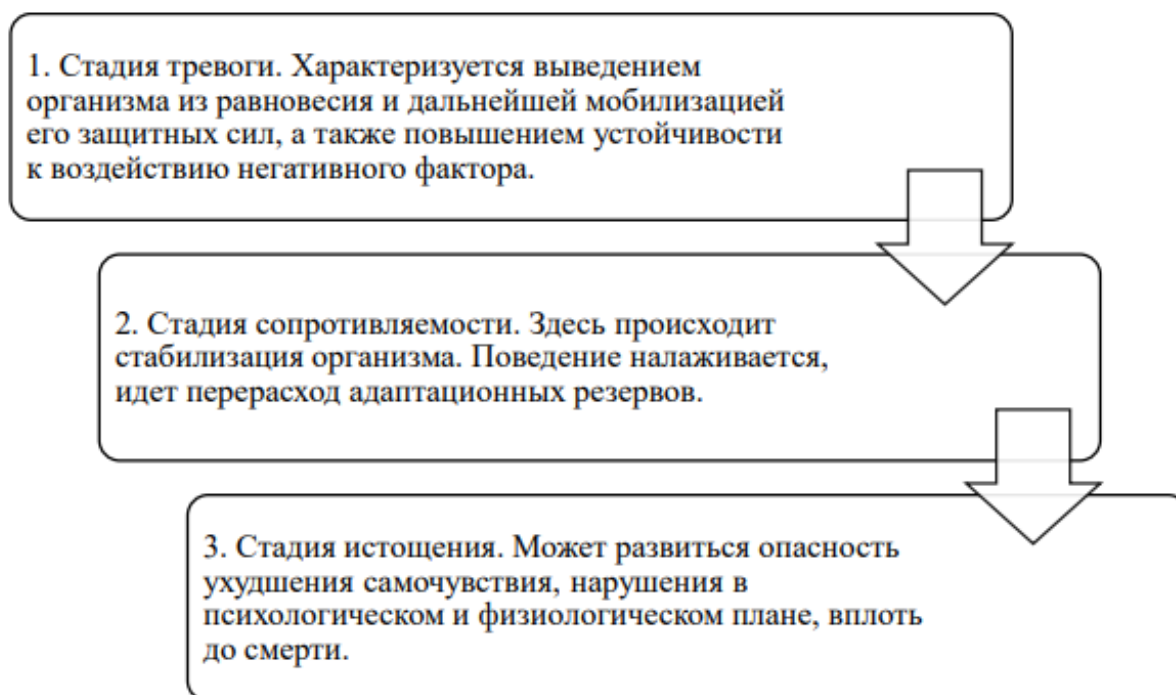 1. Стадия тревоги. Характеризуется выведением
организма из равновесия и дальнейшей мобилизацией
его защитных сил, а также повышением устойчивости
к воздействию негативного фактора.
2. Стадия сопротивляемости. Здесь происходит
стабилизация организма. Поведение налаживается,
идет перерасход адаптационных резервов.
3. Стадия истощения. Может развиться опасность
ухудшения самочувствия, нарушения в
психологическом и физиологическом плане, вплоть
до смерти.